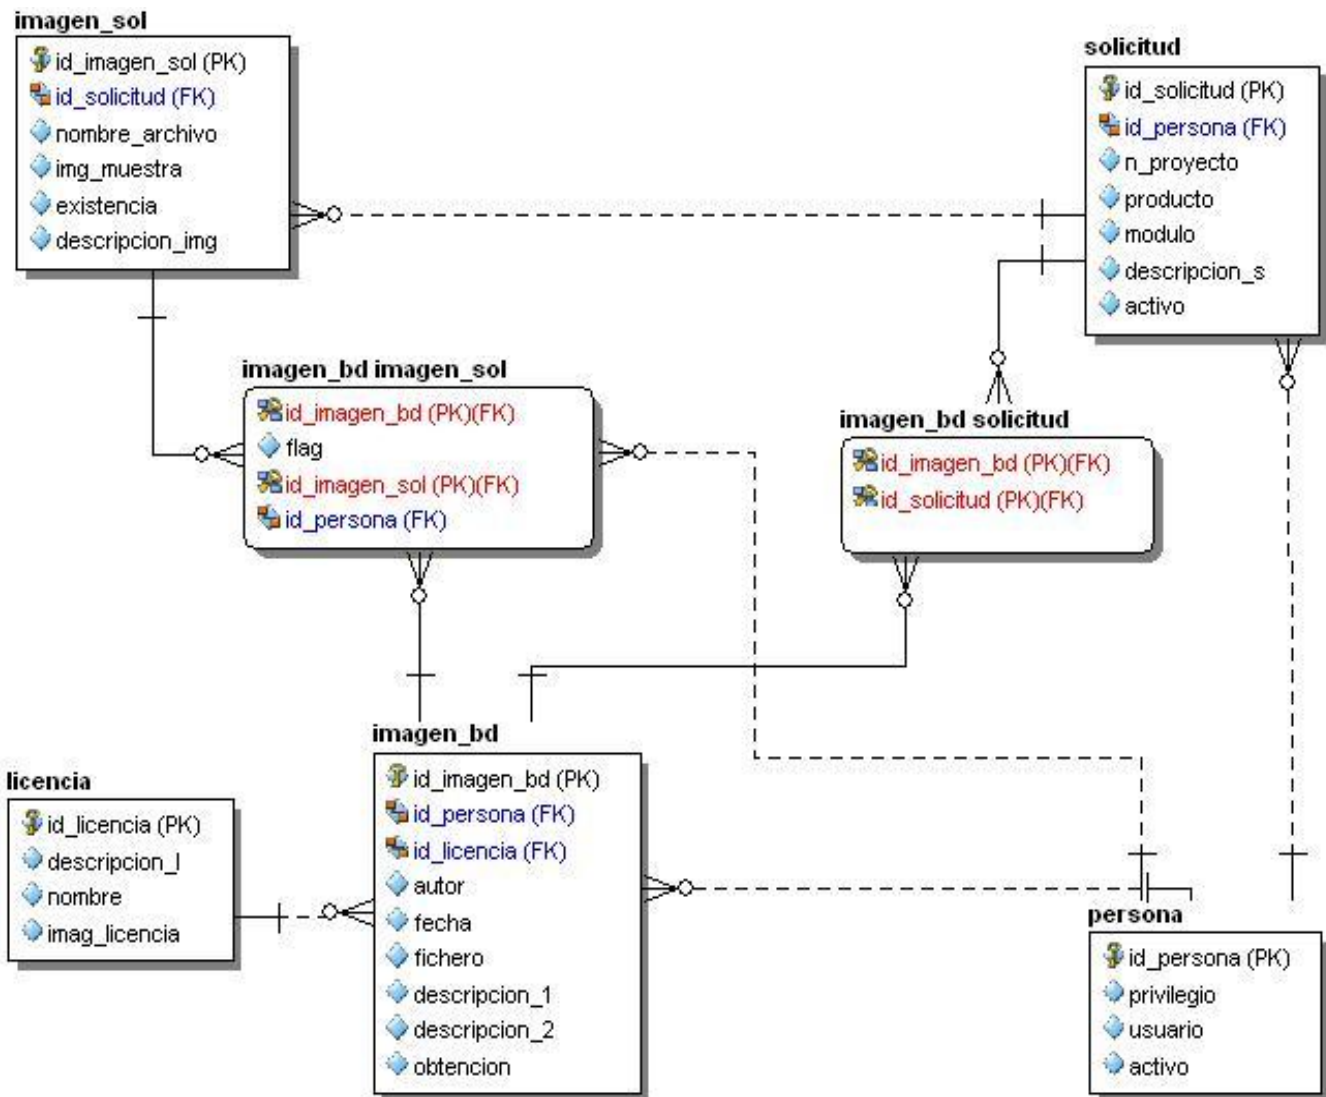 imagen_sol
id_imagen_sol (PK)
id_solicitud (FK)
nombre_archivo
img_muestra
existencia
descripcion_img
solicitud
id_solicitud (PK)
id_persona (FK)
n_proyecto
producto
modulo
descripcion_s
activo
imagen_bd imagen_sol
id_imagen_bd (PK)(FK)
flag
id_imagen_sol (PK)(FK)
id_persona (FK)
imagen_bd solicitud
id_imagen_bd (PK)(FK)
id_solicitud (PK)(FK)
licencia
id_licencia (PK)
descripcion_l
nombre
imag_licencia
imagen_bd
id_imagen_bd (PK)
id_persona (FK)
id_licencia (FK)
autor
fecha
fichero
descripcion_1
descripcion_2
obtencion
persona
id_persona (PK)
privilegio
usuario
activo